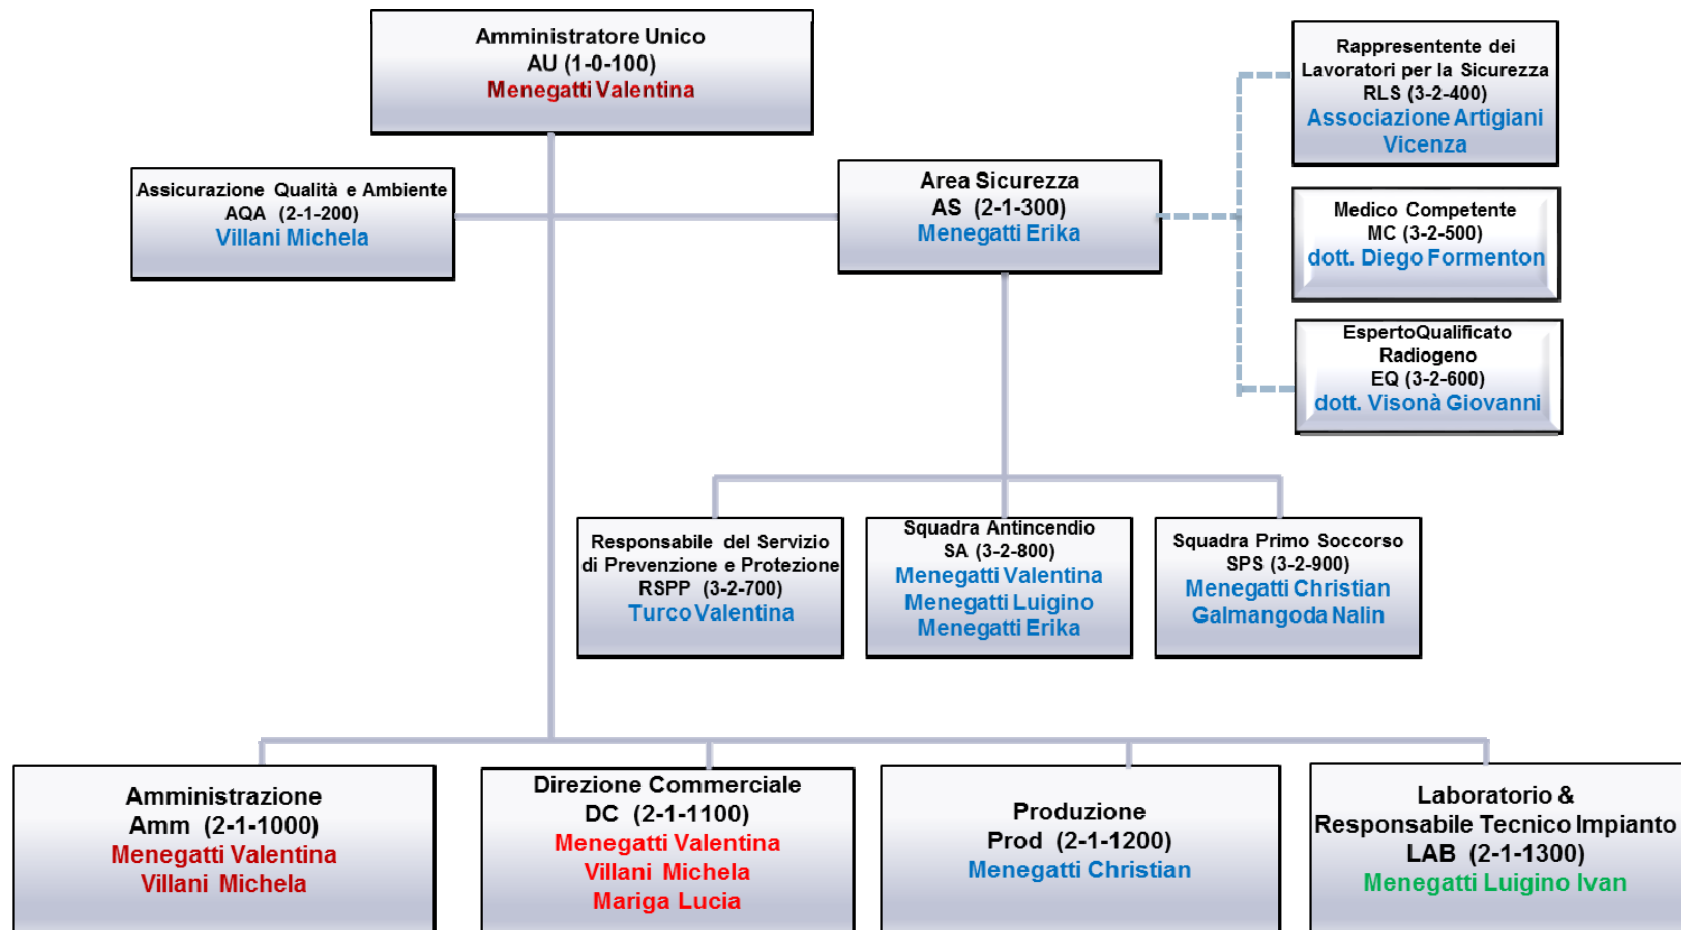 Amministratore Unico
AU (1-0-100)
Menegatti Valentina
Rappresentente dei
Lavoratori per la Sicurezza
RLS (3-2-400)
Associazione Artigiani
Vicenza
Assicurazione Qualità e Ambiente
AQA (2-1-200)
Villani Michela
Area Sicurezza
AS (2-1-300)
Menegatti Erika
Medico Competente
MC (3-2-500)
dott. Diego Formenton
EspertoQualificato
Radiogeno
EQ (3-2-600)
dott. Visonà Giovanni
Responsabile del Servizio
di Prevenzione e Protezione
RSPP (3-2-700)
Turco Valentina
Squadra Antincendio
SA (3-2-800)
Menegatti Valentina
Menegatti Luigino
Menegatti Erika
Squadra Primo Soccorso
SPS (3-2-900)
Menegatti Christian
Galmangoda Nalin
Amministrazione
Amm (2-1-1000)
Menegatti Valentina
Villani Michela
Direzione Commerciale
DC (2-1-1100)
Menegatti Valentina
Villani Michela
Mariga Lucia
Produzione
Prod (2-1-1200)
Menegatti Christian
Laboratorio &
Responsabile Tecnico Impianto
LAB (2-1-1300)
Menegatti Luigino Ivan